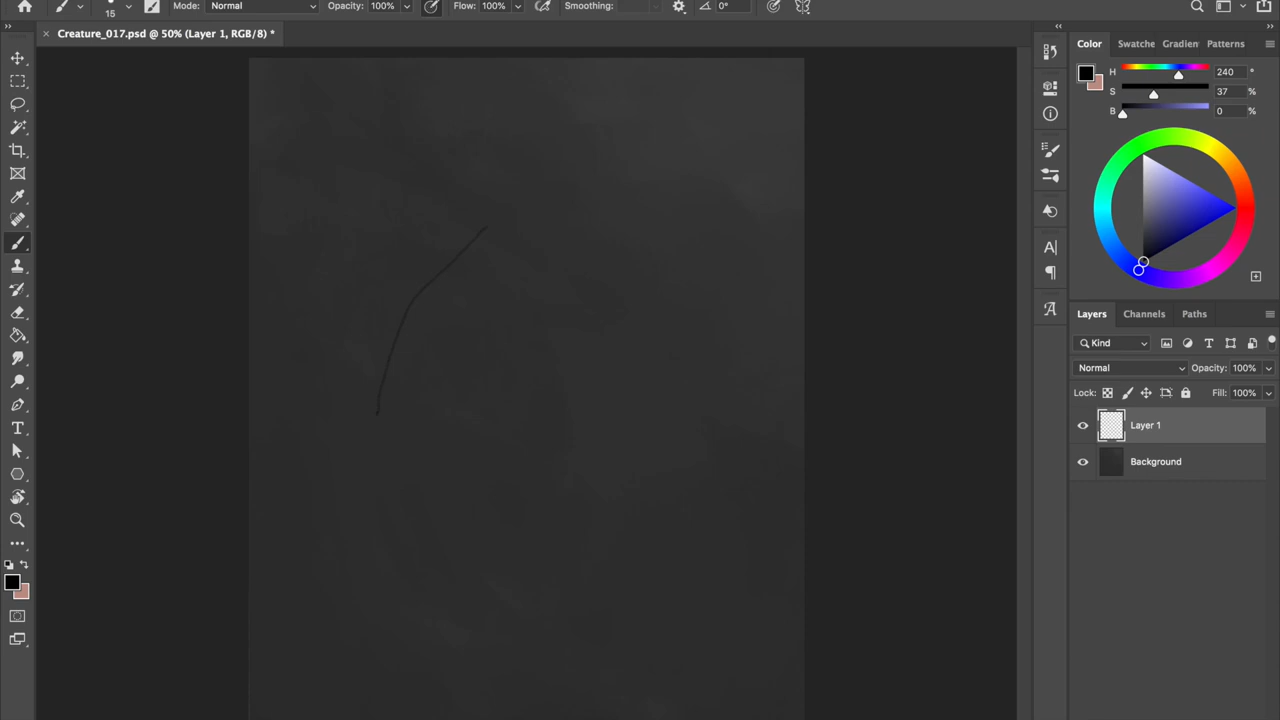 15
Mode: Normal Opacity: 100% Flow: 100% Smoothing: 0°
Creature_017.psd @ 50% (Layer 1, RGB/8) *
Color Swatche Gradien Patterns
H 240 °
S 37 %
B 0 %
A|
A
Layers Channels Paths
Kind
Normal Opacity: 100%
Lock: Fill: 100%
Layer 1
Background